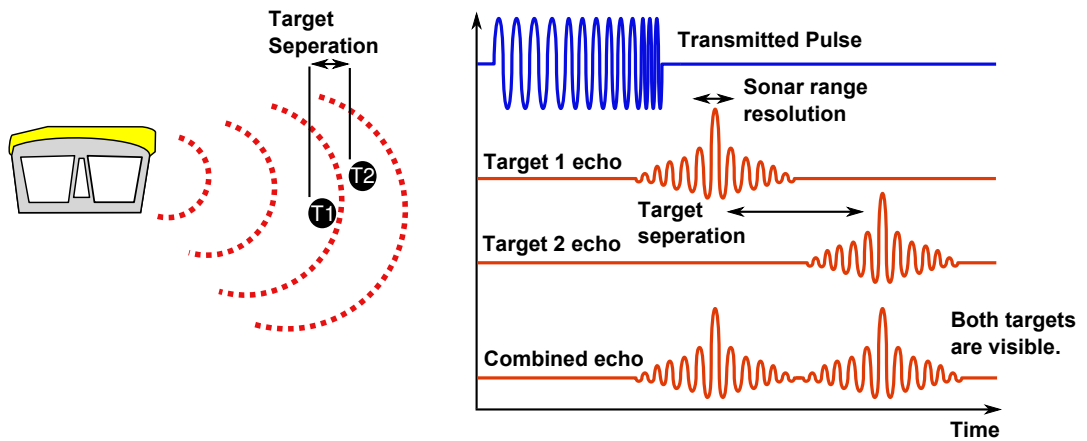 Target
Seperation
T2
T1
Transmitted Pulse
Sonar range
resolution
Target 1 echo
Target
seperation
Target 2 echo
Both targets
are visible.
Combined echo
Time